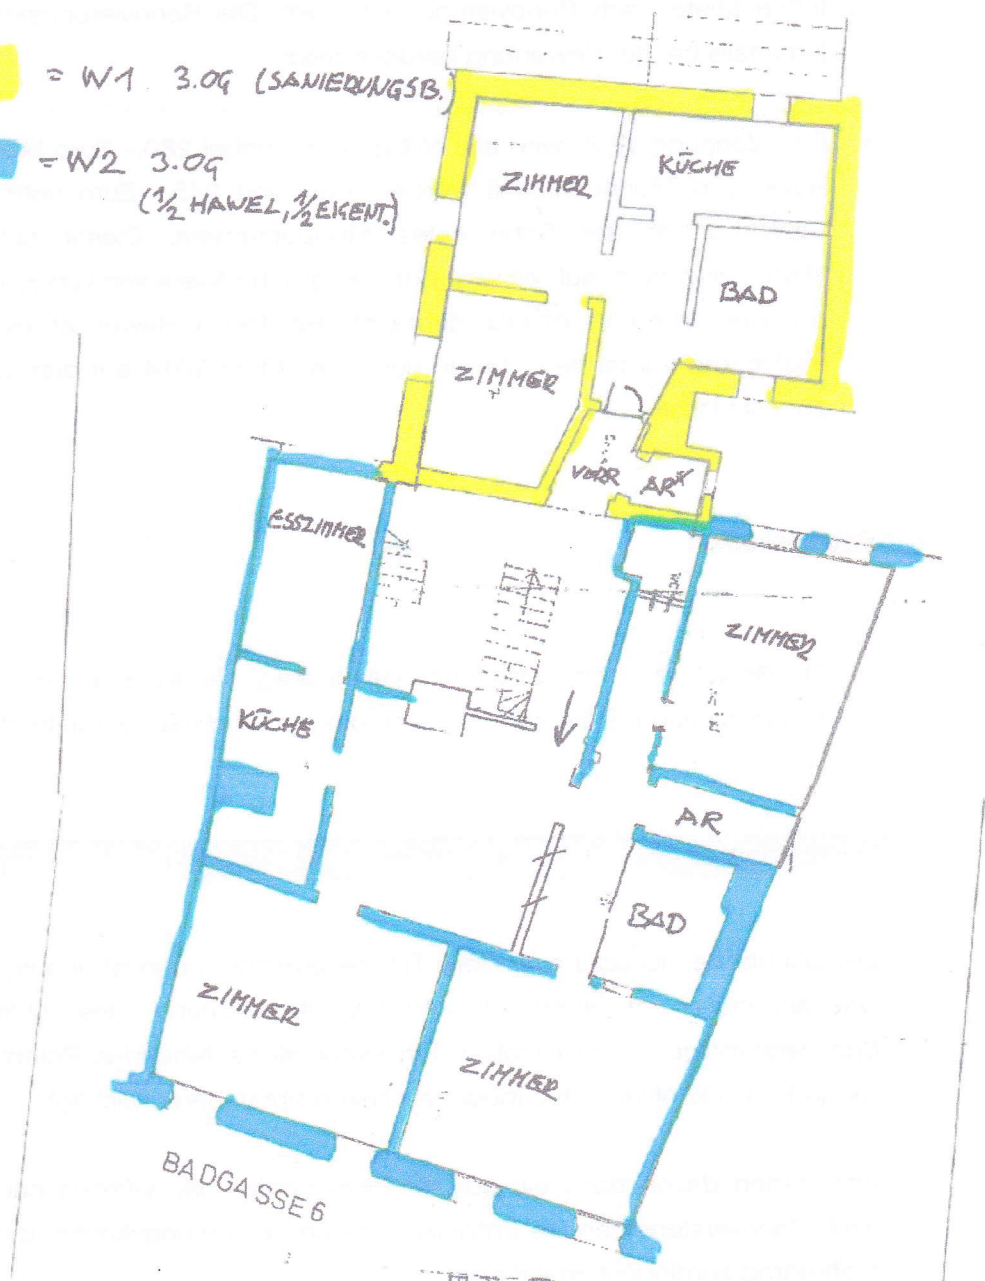 = W1 3.OG (SANIERUNGSB.)
= W2 3.OG
(½ HAWEL, ½ EIGENT.)
ZIMMER
KÜCHE
BAD
ZIMMER
VORR
AR
ESSZIMMER
ZIMMER
KÜCHE
AR
BAD
ZIMMER
ZIMMER
BADGASSE 6